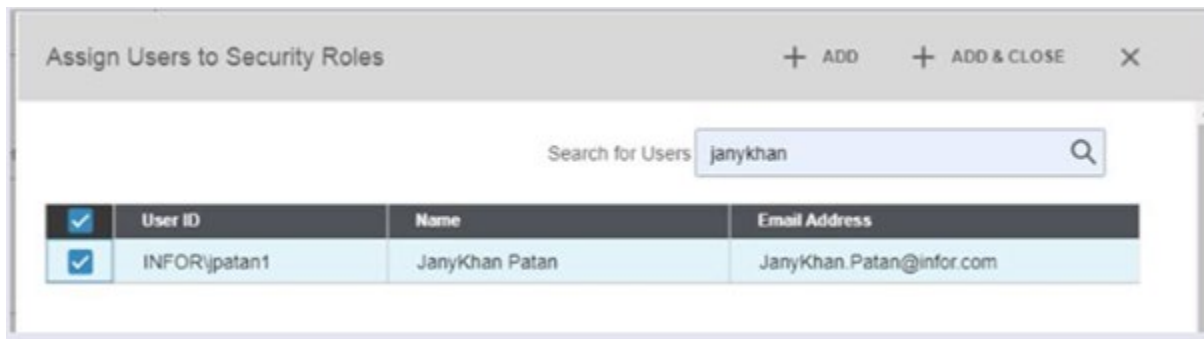 Assign Users to Security Roles + ADD + ADD & CLOSE ×
Search for Users janykhan
User ID Name Email Address
INFOR\jpatan1 JanyKhan Patan JanyKhan.Patan@infor.com